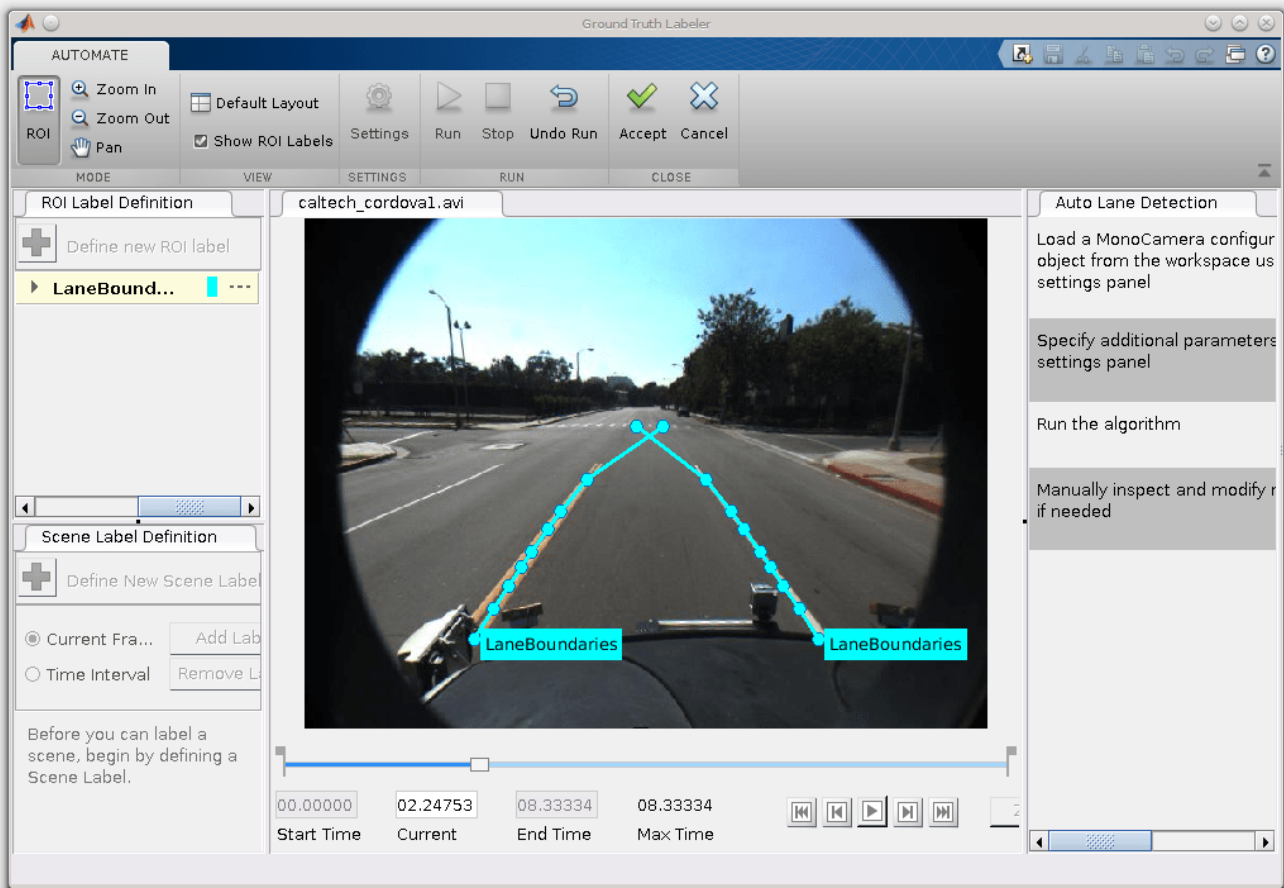 Ground Truth Labeler
AUTOMATE
ROI
Zoom In
Zoom Out
Pan
MODE
Default Layout
Show ROI Labels
VIEW
Settings
SETTINGS
Run
Stop
Undo Run
RUN
Accept
Cancel
CLOSE
ROI Label Definition
Define new ROI label
LaneBound...
Scene Label Definition
Define New Scene Label
Current Fra...
Add Lab
Time Interval
Remove La
Before you can label a
scene, begin by defining a
Scene Label.
caltech_cordova1.avi
LaneBoundaries
LaneBoundaries
00.00000
02.24753
08.33334
08.33334
Start Time
Current
End Time
Max Time
Auto Lane Detection
Load a MonoCamera configur
object from the workspace us
settings panel
Specify additional parameters
settings panel
Run the algorithm
Manually inspect and modify r
if needed